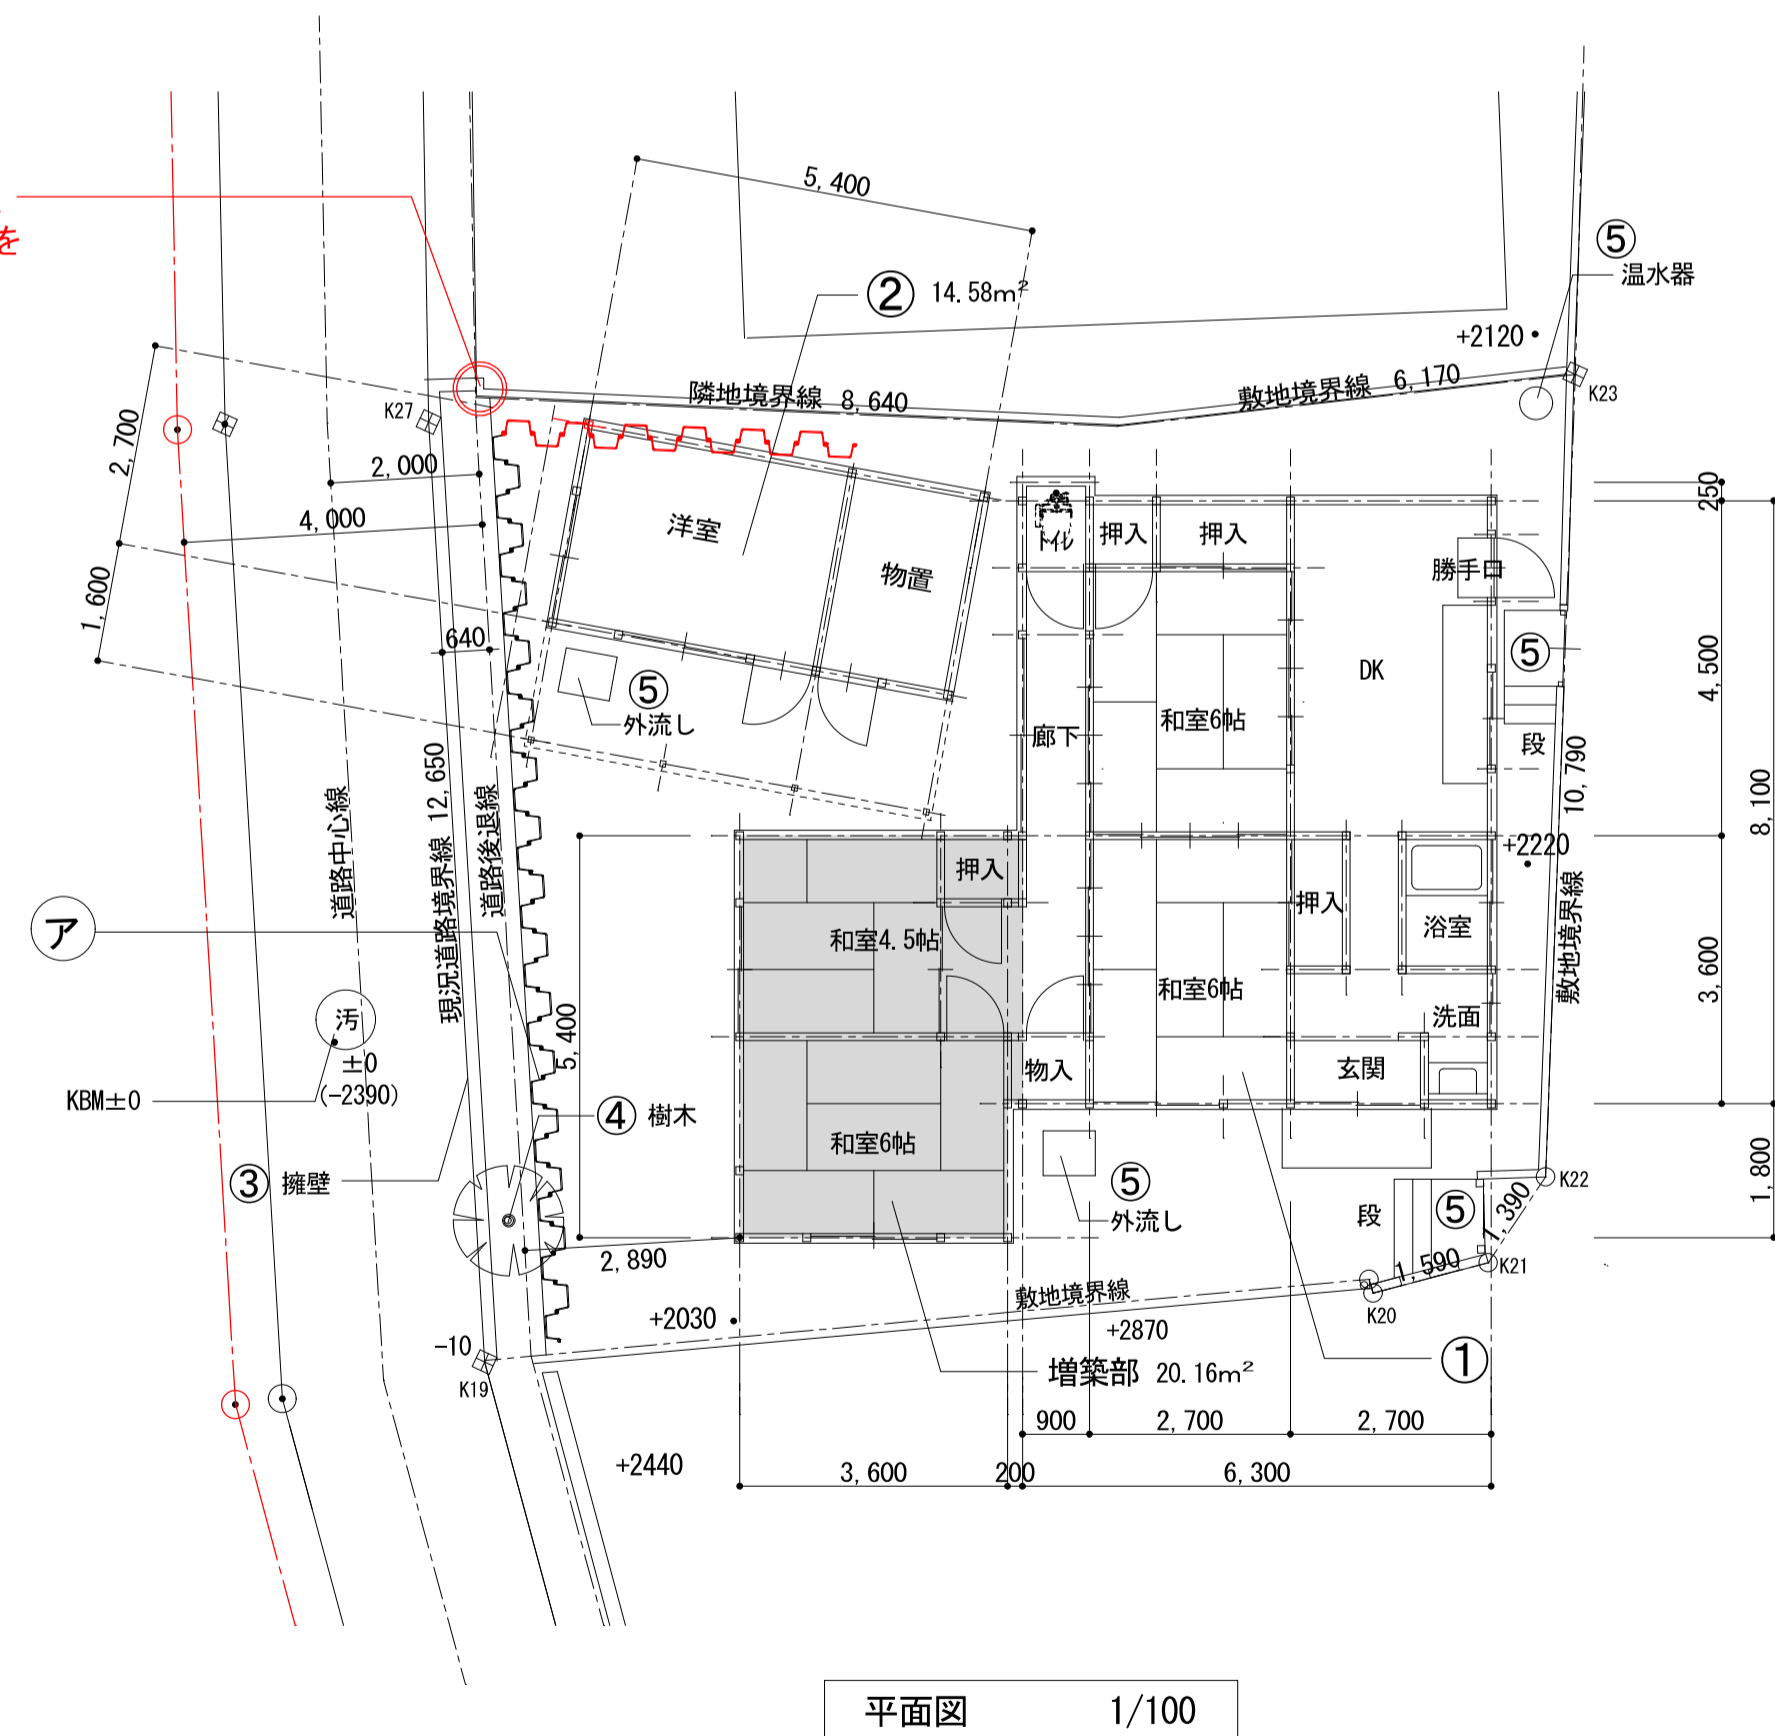 を
5,400
⑤
温水器
② 14.58m²
+2120
隣地境界線 8,640
敷地境界線 6,170
K23
K27
2,700
2,000
4,000
1,600
640
洋室
物置
トイレ
押入
押入
勝手口
250
4,500
8,100
⑤
外流し
廊下
和室6帖
DK
⑤
段
10,790
敷地境界線
道路中心線
現況道路境界線 12,650
道路後退線
ア
汚
±0
(-2390)
KBM±0
5,400
押入
和室4.5帖
和室6帖
押入
浴室
+2220
3,600
洗面
物入
玄関
④ 樹木
③ 擁壁
和室6帖
⑤
外流し
段
⑤
1,390
K22
1,800
2,890
1,590
K21
K20
敷地境界線
+2030
+2870
-10
K19
増築部 20.16m²
①
900
2,700
2,700
+2440
3,600
200
6,300
平面図 1/100